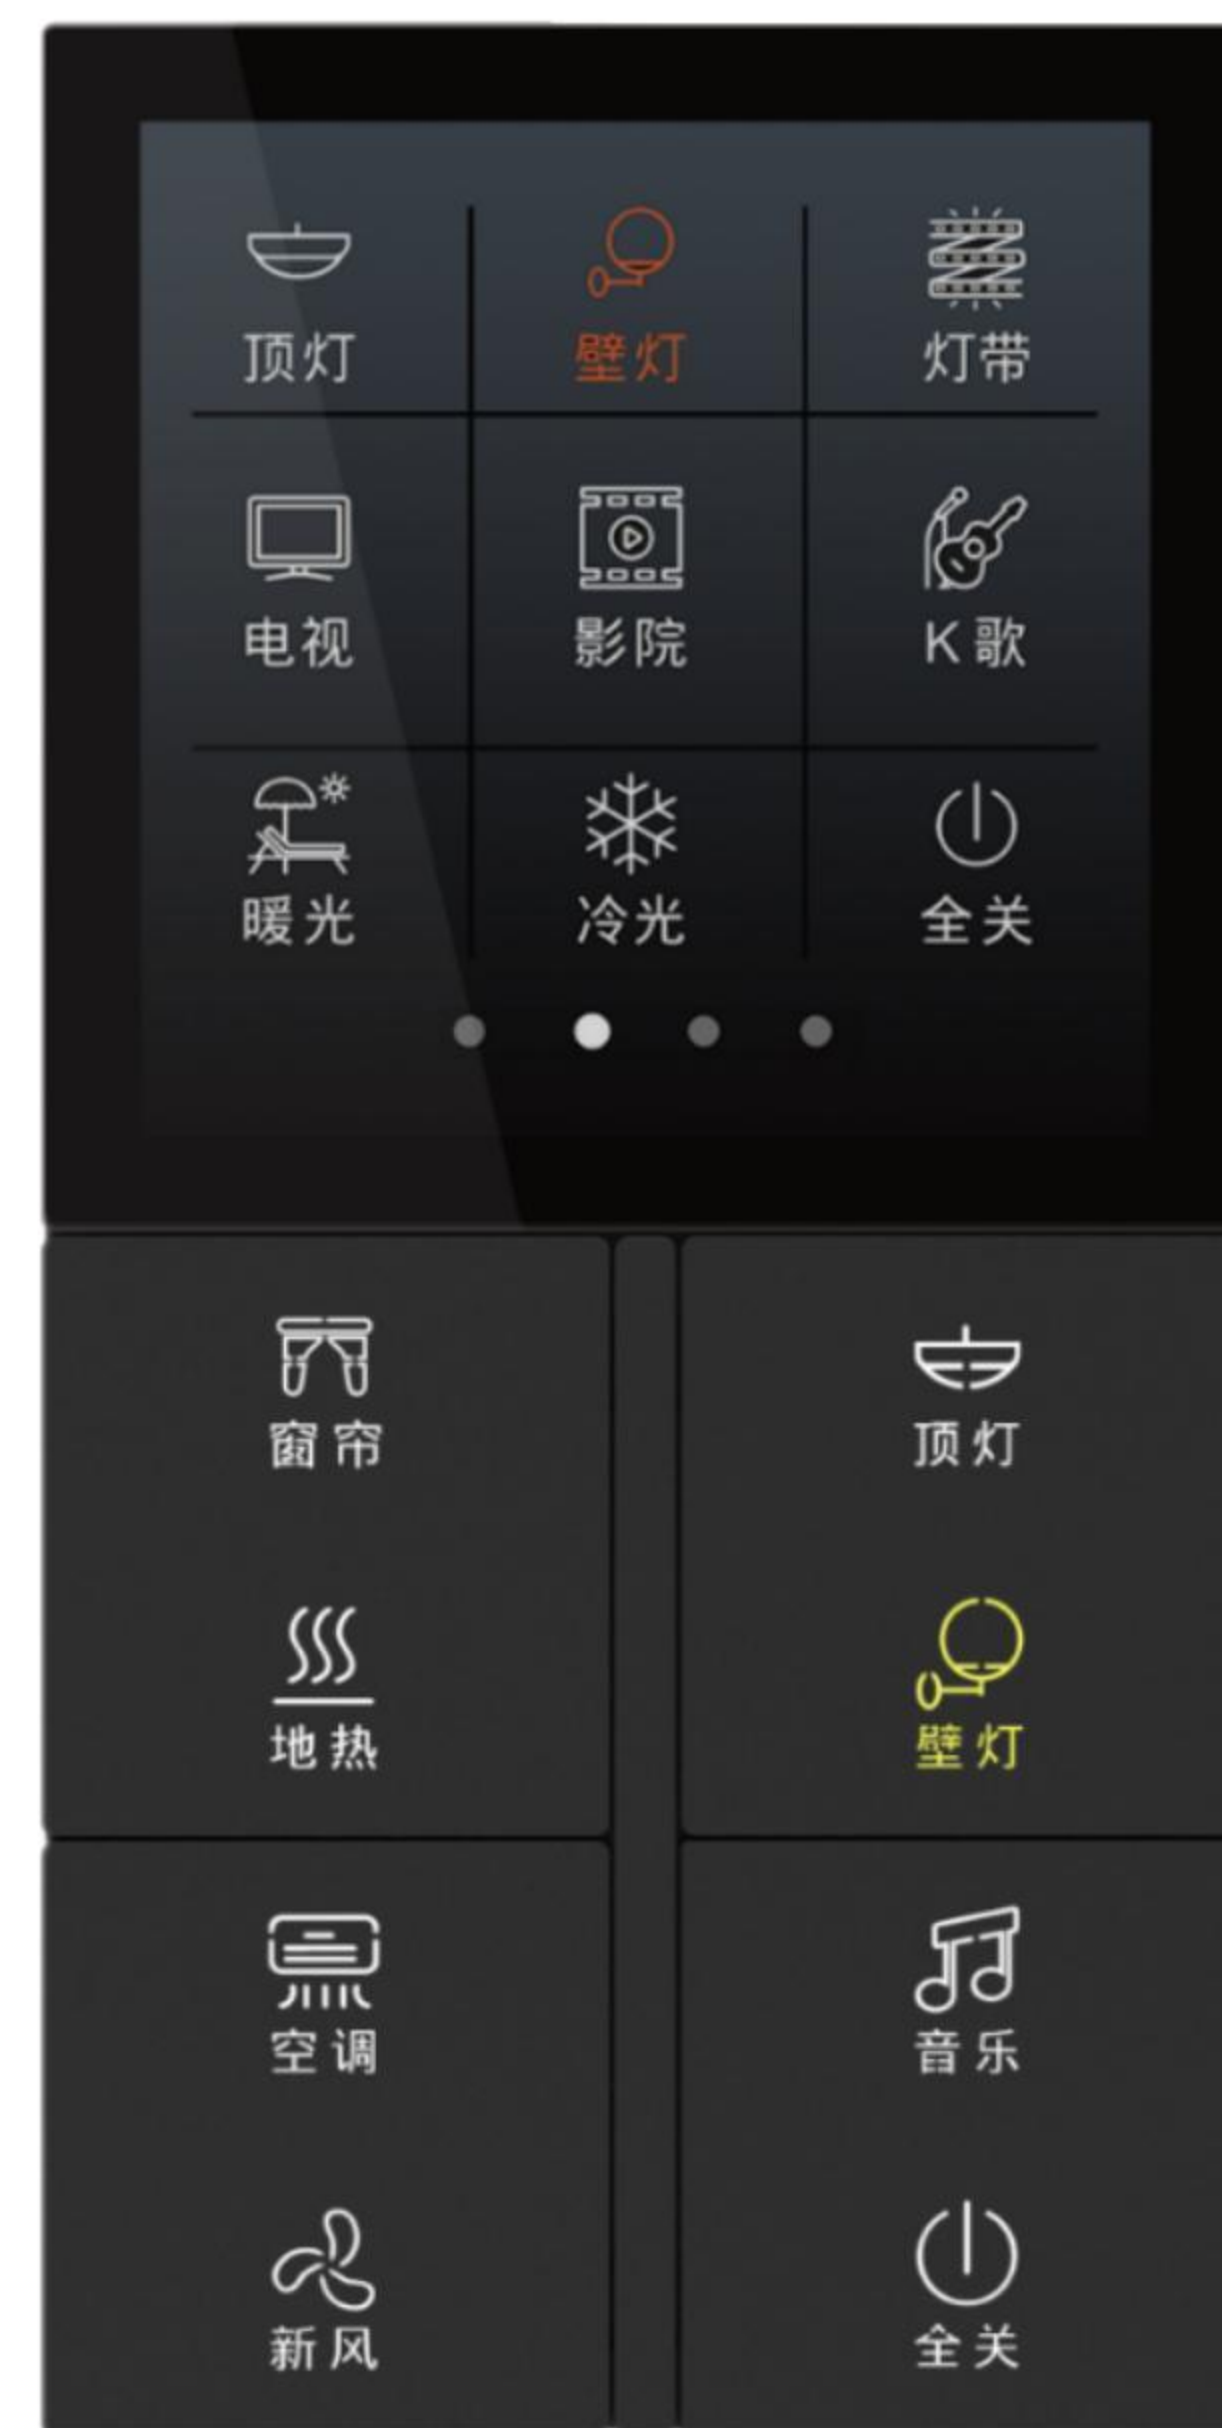 顶灯 壁灯 灯带
电视 影院 K歌
暖光 冷光 全关
窗帘 顶灯
地热 壁灯
空调 音乐
新风 全关